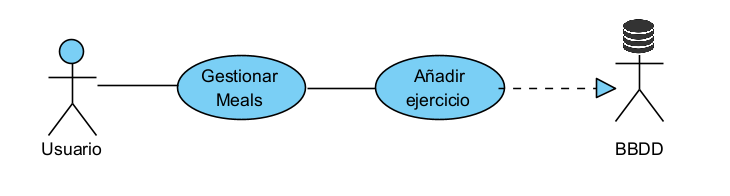 Gestionar
Meals
Añadir
ejercicio
Usuario
BBDD